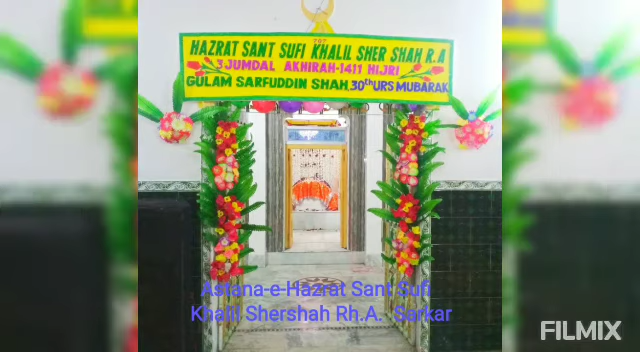 786
HAZRAT SANT SUFI KHALIL SHER SHAH R.A
3 JUMDAL AKHIRAH-1411 HIJRI
GULAM SARFUDDIN SHAH, 30th URS MUBARAK
Astana-e-Hazrat Sant Sufi
Khalil Shershah Rh.A. Sarkar
FILMIX